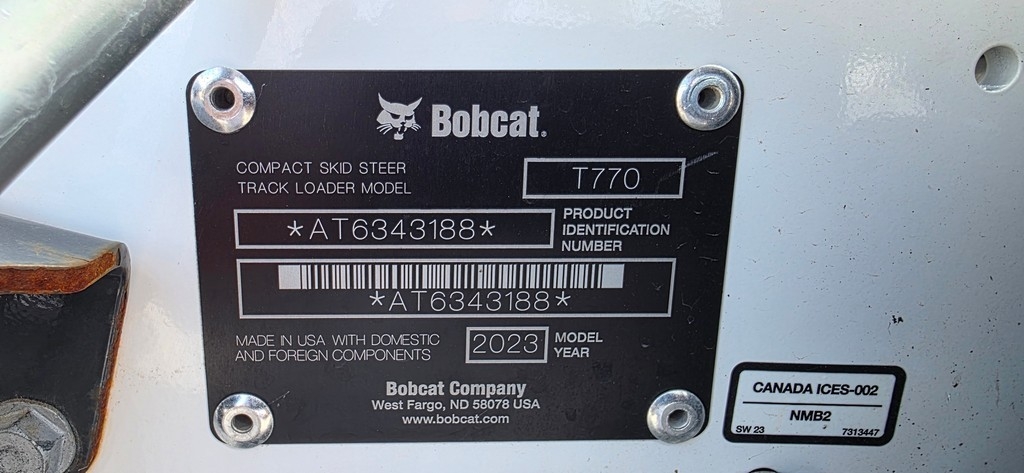 Bobcat.
COMPACT SKID STEER
TRACK LOADER MODEL
T770
*AT6343188*
PRODUCT
IDENTIFICATION
NUMBER
*AT6343188*
MADE IN USA WITH DOMESTIC
AND FOREIGN COMPONENTS
2023
MODEL
YEAR
Bobcat Company
West Fargo, ND 58078 USA
www.bobcat.com
CANADA ICES-002
NMB2
SW 23
7313447